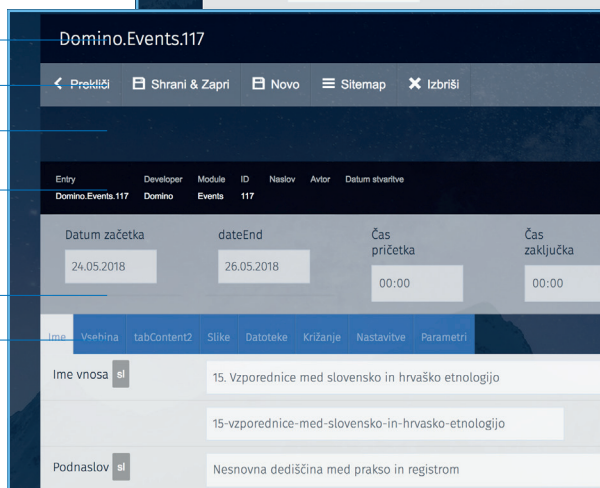 Domino.Events.117
Prekliči Shrani & Zapri Novo Sitemap Izbriši
Entry Developer Module ID Naslov Avtor Datum stvaritve
Domino.Events.117 Domino Events 117
Datum začetka dateEnd Čas pričetka Čas zaključka
24.05.2018 26.05.2018 00:00 00:00
Ime Vsebina tabContent2 Slike Datoteke Križanje Nastavitve Parametri
Ime vnosa sl 15. Vzporednice med slovensko in hrvaško etnologijo
15-vzporednice-med-slovensko-in-hrvasko-etnologijo
Podnaslov sl Nesnovna dediščina med prakso in registrom